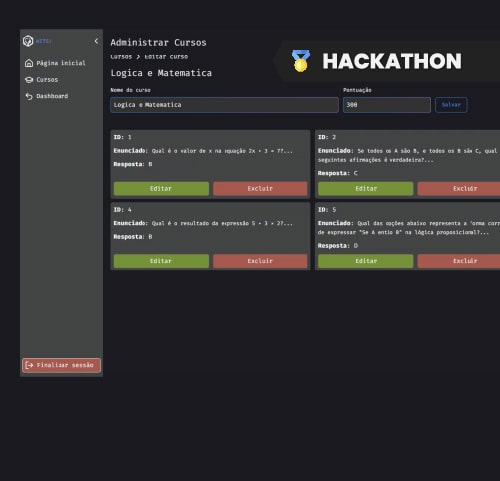 Administrar Cursos
Cursos > Editar curso
HACKATHON
Página inicial
Cursos
Dashboard
Finalizar sessão
Logica e Matematica
Nome do curso
Pontuação
Logica e Matematica
300
Salvar
ID: 1
Enunciado: Qual é o valor de x na equação 2x + 3 = 7?...
Resposta: B
Editar
Excluir
ID: 2
Enunciado: Se todos os A são B, e todos os B são C, qual
seguintes afirmações é verdadeira?...
Resposta: C
Editar
Excluir
ID: 4
Enunciado: Qual é o resultado da expressão 5 + 3 × 2?...
Resposta: B
Editar
Excluir
ID: 5
Enunciado: Qual das opções abaixo representa a forma corr
de expressar "Se A então B" na lógica proposicional?...
Resposta: D
Editar
Excluir